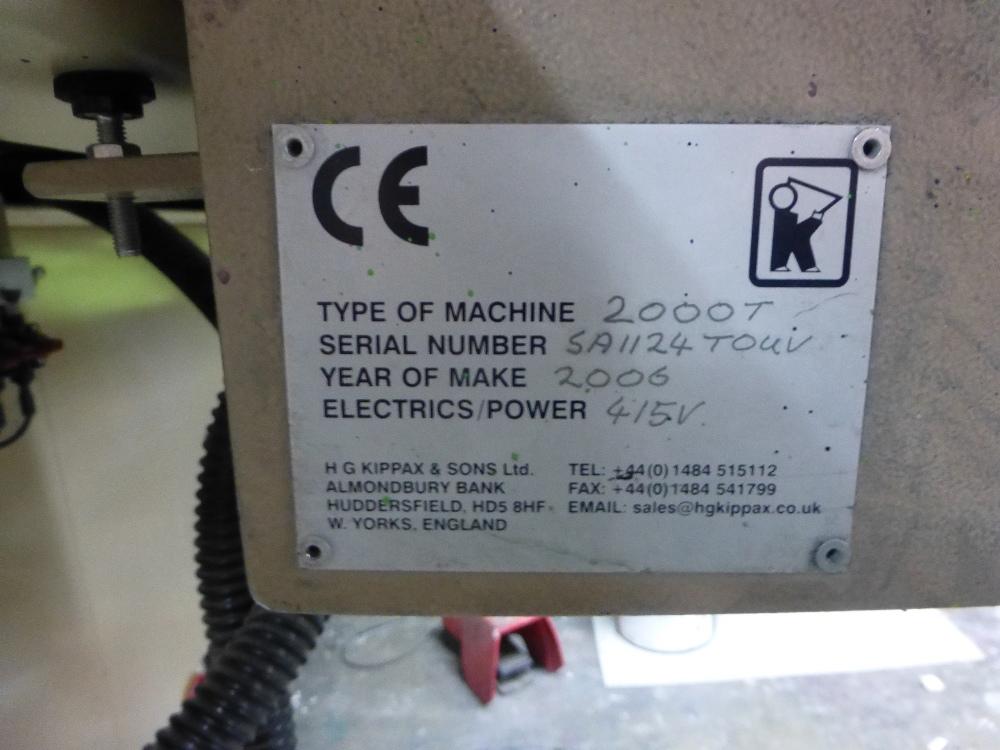 CE
K
TYPE OF MACHINE 2000T
SERIAL NUMBER SA1124TOUV
YEAR OF MAKE 2006
ELECTRICS/POWER 415V.
H G KIPPAX & SONS Ltd.
ALMONDBURY BANK
HUDDERSFIELD, HD5 8HF
W. YORKS, ENGLAND
TEL: +44(0)1484 515112
FAX: +44(0)1484 541799
EMAIL: sales@hgkippax.co.uk